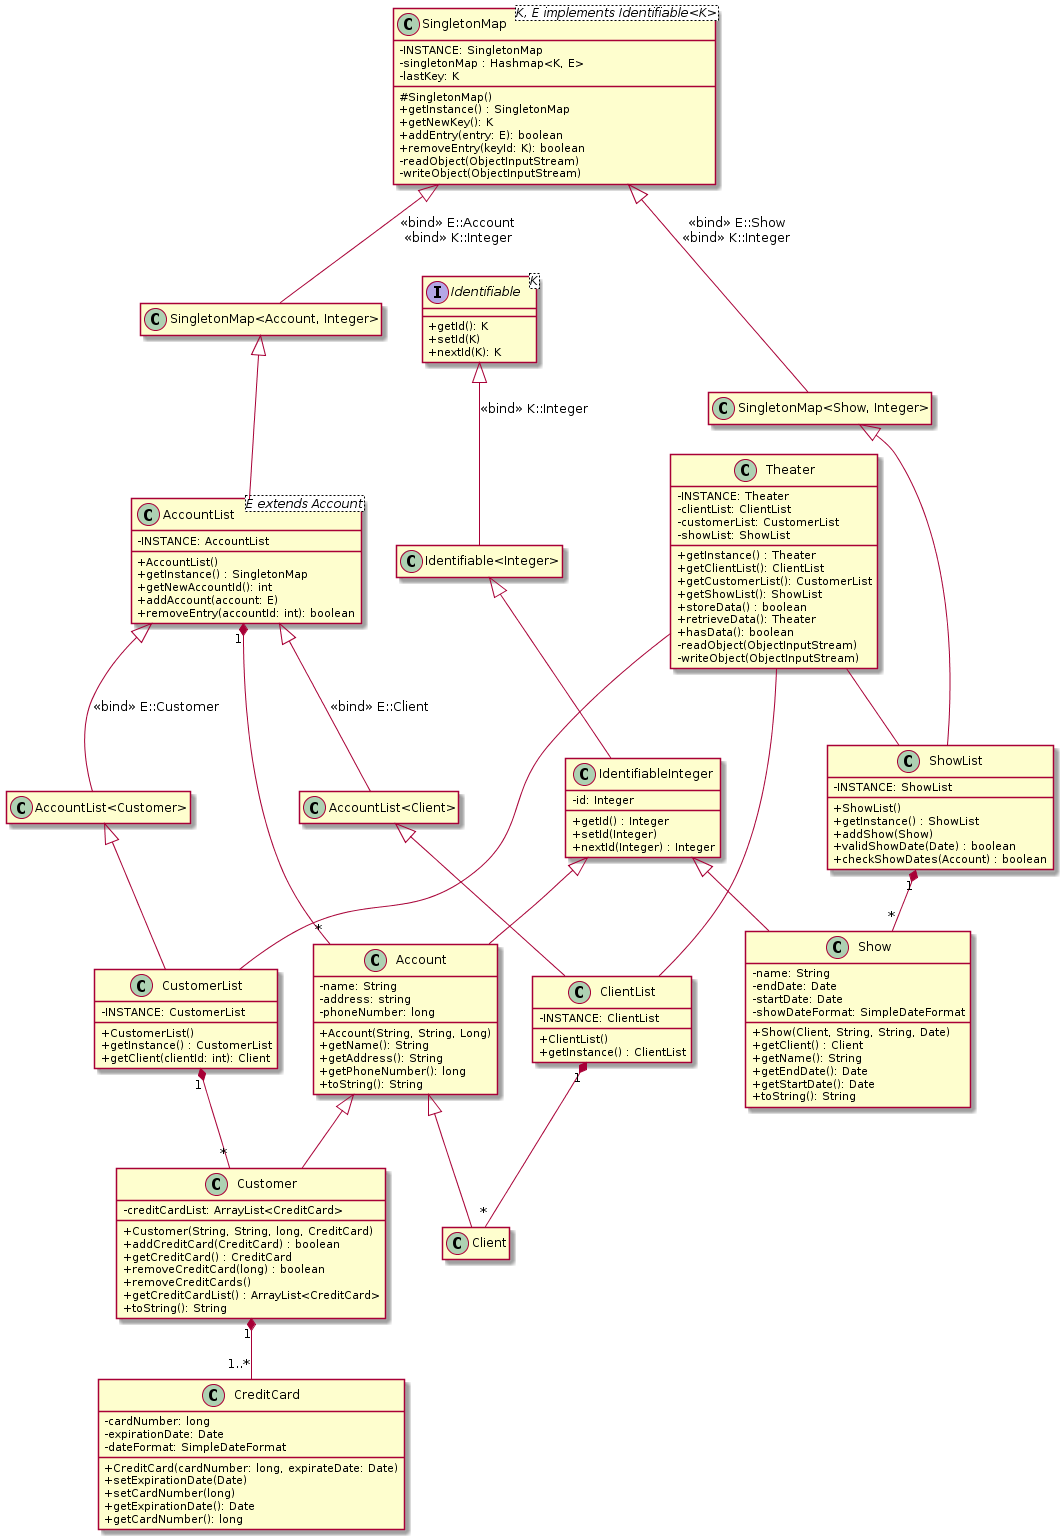 C SingletonMap K, E implements Identifiable<K>
-INSTANCE: SingletonMap
-singletonMap : Hashmap<K, E>
-lastKey: K
#SingletonMap()
+getInstance() : SingletonMap
+getNewKey(): K
+addEntry(entry: E): boolean
+removeEntry(keyId: K): boolean
-readObject(ObjectInputStream)
-writeObject(ObjectInputStream)
«bind» E::Account
«bind» K::Integer
«bind» E::Show
«bind» K::Integer
C SingletonMap<Account, Integer>
I Identifiable K
+getId(): K
+setId(K)
+nextId(K): K
«bind» K::Integer
C SingletonMap<Show, Integer>
C Theater
-INSTANCE: Theater
-clientList: ClientList
-customerList: CustomerList
-showList: ShowList
+getInstance() : Theater
+getClientList(): ClientList
+getCustomerList(): CustomerList
+getShowList(): ShowList
+storeData() : boolean
+retrieveData(): Theater
+hasData(): boolean
-readObject(ObjectInputStream)
-writeObject(ObjectInputStream)
C AccountList E extends Account
-INSTANCE: AccountList
+AccountList()
+getInstance() : SingletonMap
+getNewAccountId(): int
+addAccount(account: E)
+removeEntry(accountId: int): boolean
C Identifiable<Integer>
1
«bind» E::Customer
«bind» E::Client
C AccountList<Customer>
C AccountList<Client>
C IdentifiableInteger
-id: Integer
+getId() : Integer
+setId(Integer)
+nextId(Integer) : Integer
C ShowList
-INSTANCE: ShowList
+ShowList()
+getInstance() : ShowList
+addShow(Show)
+validShowDate(Date) : boolean
+checkShowDates(Account) : boolean
1
*
*
C CustomerList
-INSTANCE: CustomerList
+CustomerList()
+getInstance() : CustomerList
+getClient(clientId: int): Client
C Account
-name: String
-address: string
-phoneNumber: long
+Account(String, String, Long)
+getName(): String
+getAddress(): String
+getPhoneNumber(): long
+toString(): String
C ClientList
-INSTANCE: ClientList
+ClientList()
+getInstance() : ClientList
C Show
-name: String
-endDate: Date
-startDate: Date
-showDateFormat: SimpleDateFormat
+Show(Client, String, String, Date)
+getClient() : Client
+getName(): String
+getEndDate(): Date
+getStartDate(): Date
+toString(): String
1
1
*
*
C Customer
-creditCardList: ArrayList<CreditCard>
+Customer(String, String, long, CreditCard)
+addCreditCard(CreditCard) : boolean
+getCreditCard() : CreditCard
+removeCreditCard(long) : boolean
+removeCreditCards()
+getCreditCardList() : ArrayList<CreditCard>
+toString(): String
C Client
1
1..*
C CreditCard
-cardNumber: long
-expirationDate: Date
-dateFormat: SimpleDateFormat
+CreditCard(cardNumber: long, expirateDate: Date)
+setExpirationDate(Date)
+setCardNumber(long)
+getExpirationDate(): Date
+getCardNumber(): long